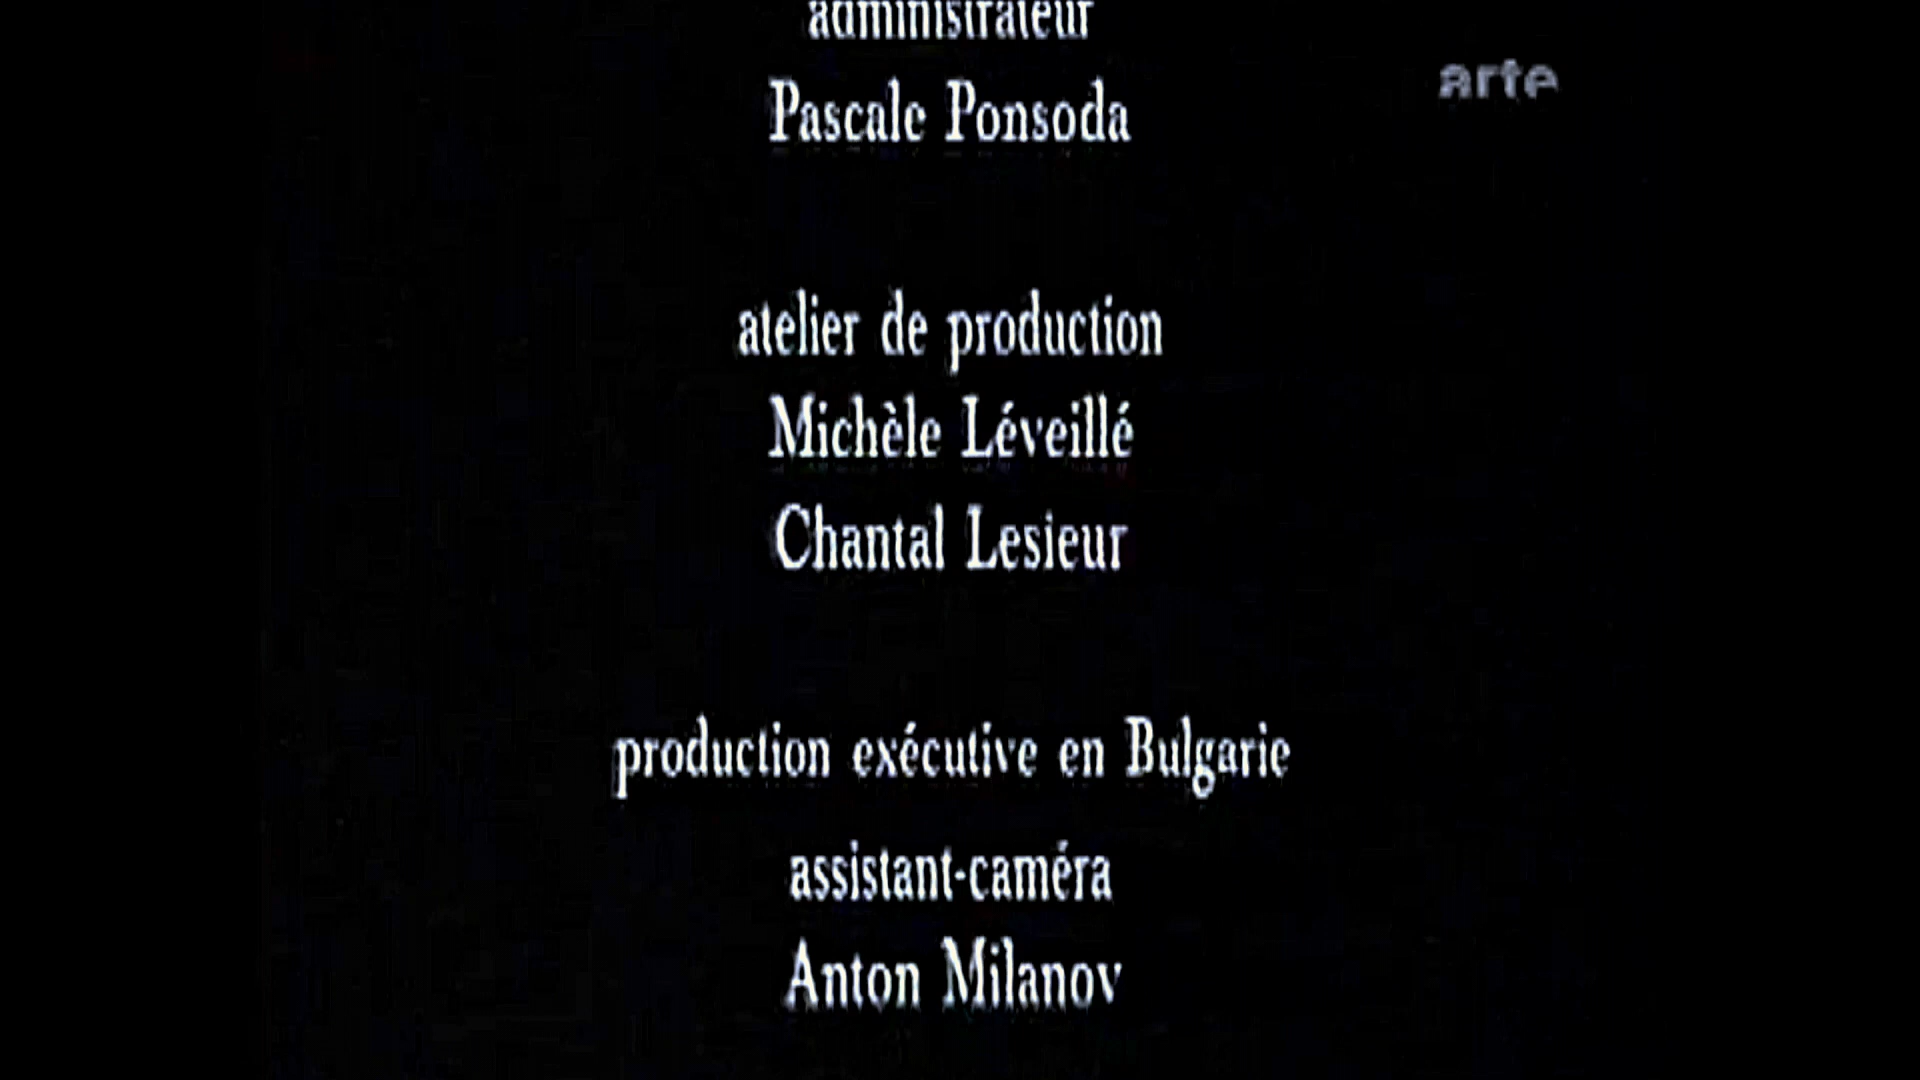 administrateur
arte
Pascale Ponsoda
atelier de production
Michèle Léveillé
Chantal Lesieur
production exécutive en Bulgarie
assistant-caméra
Anton Milanov